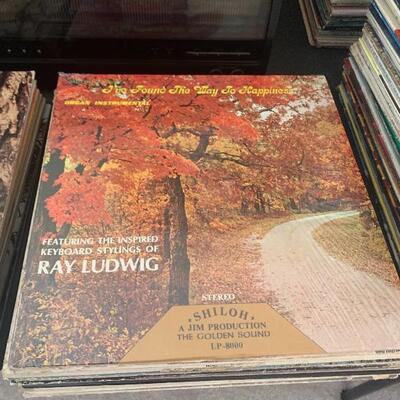 I've Found The Way To Happiness
ORGAN INSTRUMENTAL
FEATURING THE INSPIRED
KEYBOARD STYLINGS OF
RAY LUDWIG
STEREO
·SHILOH·
A JIM PRODUCTION
THE GOLDEN SOUND
LP-8000